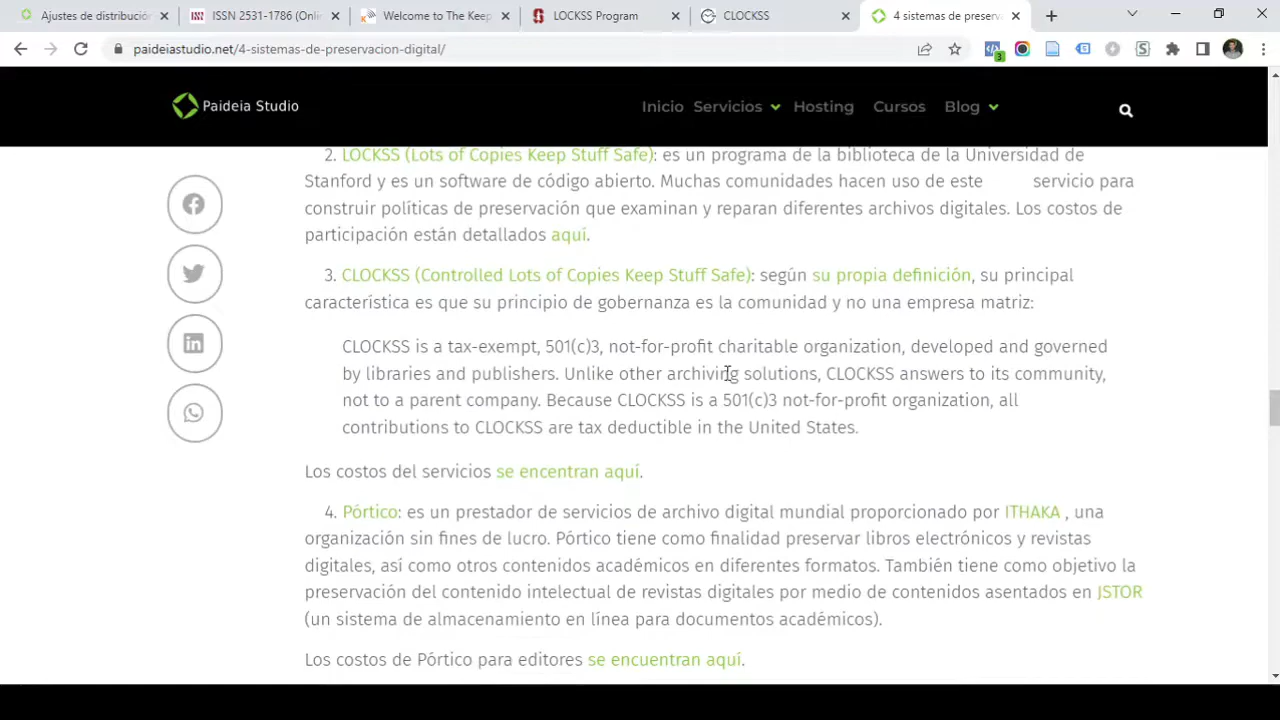 Ajustes de distribución
ISSN 2531-1786 (Onli
Welcome to The Keep
LOCKSS Program
CLOCKSS
4 sistemas de preserva
paideiastudio.net/4-sistemas-de-preservacion-digital/
3
Paideia Studio
Inicio Servicios Hosting Cursos Blog
2. LOCKSS (Lots of Copies Keep Stuff Safe): es un programa de la biblioteca de la Universidad de
Stanford y es un software de código abierto. Muchas comunidades hacen uso de este servicio para
construir políticas de preservación que examinan y reparan diferentes archivos digitales. Los costos de
participación están detallados aquí.
3. CLOCKSS (Controlled Lots of Copies Keep Stuff Safe): según su propia definición, su principal
característica es que su principio de gobernanza es la comunidad y no una empresa matriz:
CLOCKSS is a tax-exempt, 501(c)3, not-for-profit charitable organization, developed and governed
by libraries and publishers. Unlike other archiving solutions, CLOCKSS answers to its community,
not to a parent company. Because CLOCKSS is a 501(c)3 not-for-profit organization, all
contributions to CLOCKSS are tax deductible in the United States.
Los costos del servicios se encentran aquí.
4. Pórtico: es un prestador de servicios de archivo digital mundial proporcionado por ITHAKA , una
organización sin fines de lucro. Pórtico tiene como finalidad preservar libros electrónicos y revistas
digitales, así como otros contenidos académicos en diferentes formatos. También tiene como objetivo la
preservación del contenido intelectual de revistas digitales por medio de contenidos asentados en JSTOR
(un sistema de almacenamiento en línea para documentos académicos).
Los costos de Pórtico para editores se encuentran aquí.